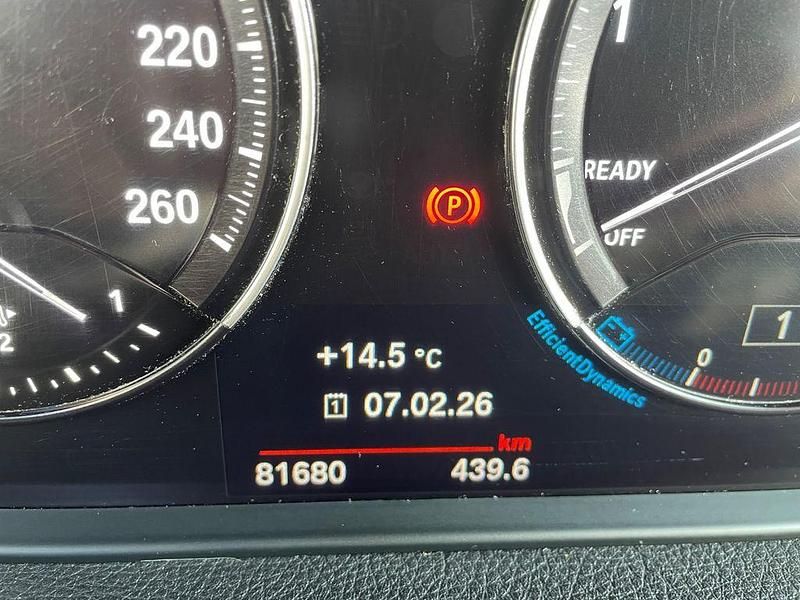 220
240
260
1
2
P
1
READY
OFF
EfficientDynamics
0
1
+14.5 °C
1 07.02.26
km
81680 439.6